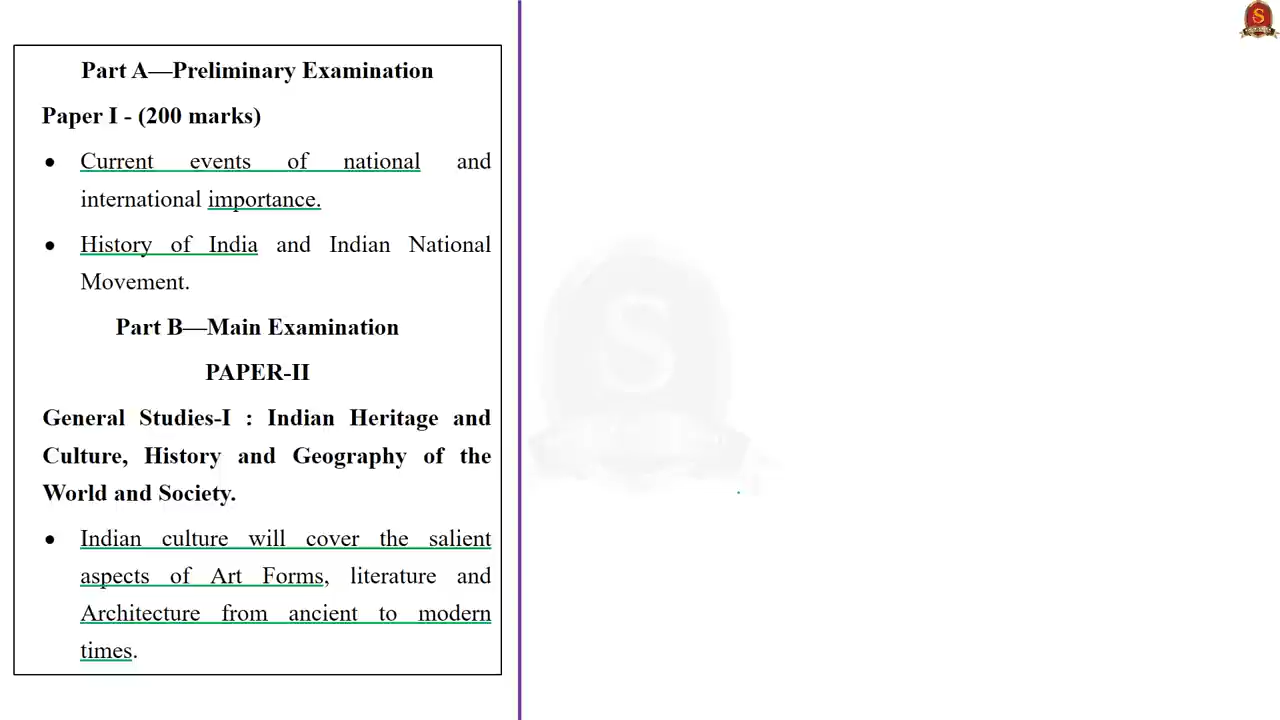 Part A—Preliminary Examination
Paper I - (200 marks)
• Current events of national and
international importance.
• History of India and Indian National
Movement.
Part B—Main Examination
PAPER-II
General Studies-I : Indian Heritage and
Culture, History and Geography of the
World and Society.
• Indian culture will cover the salient
aspects of Art Forms, literature and
Architecture from ancient to modern
times.
S
S